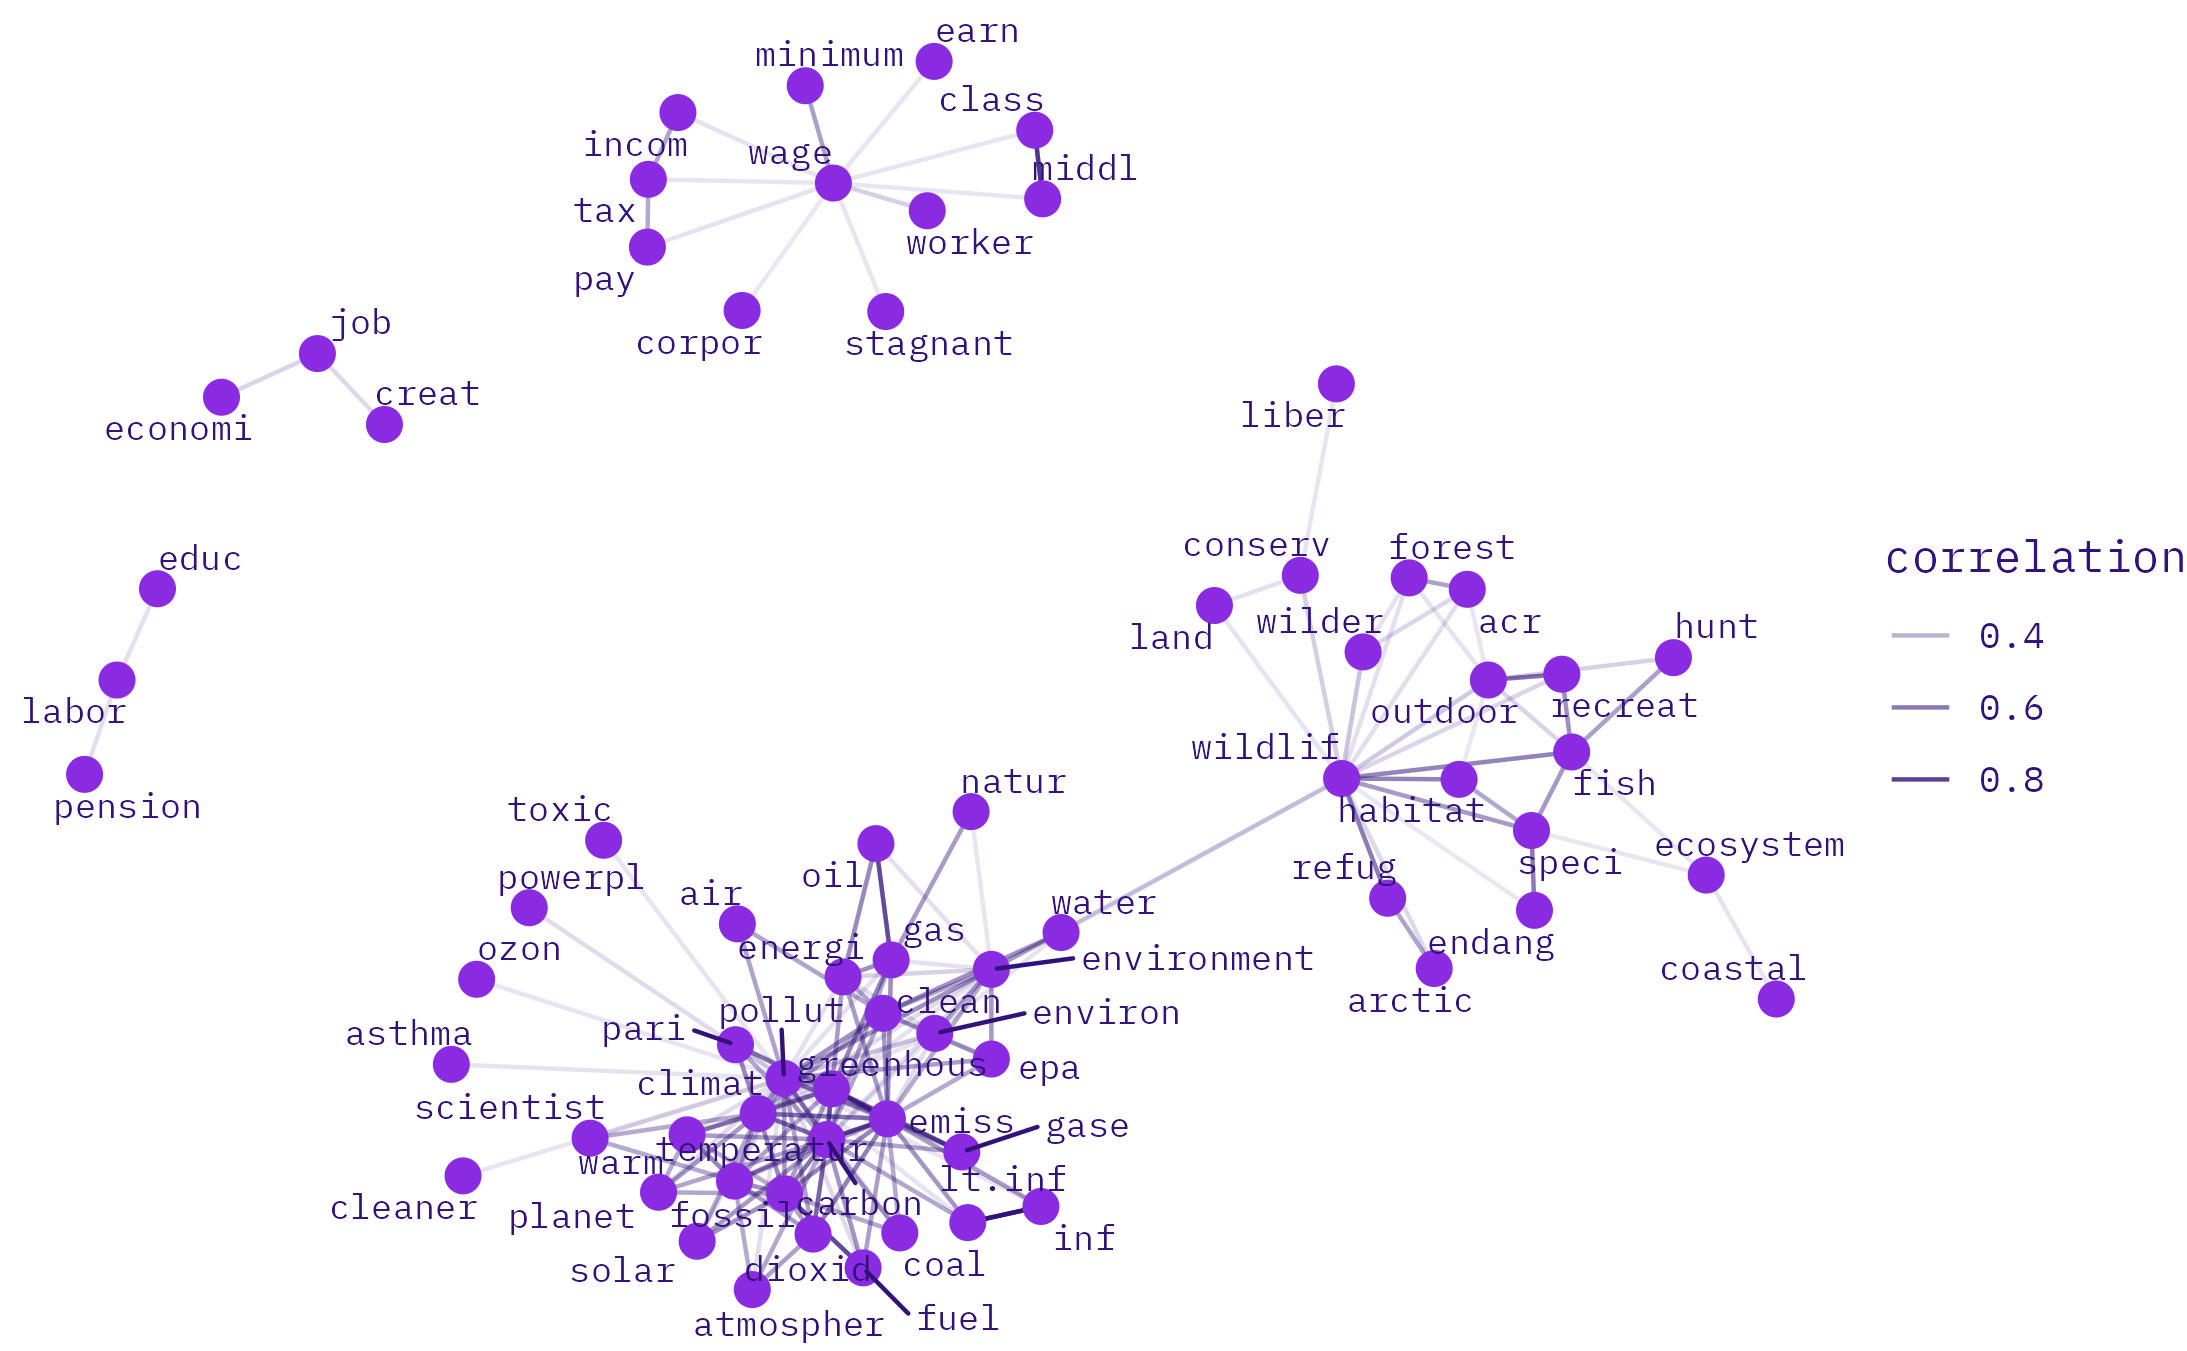 earn
minimum
class
incom
wage
middl
tax
worker
pay
job
corpor
stagnant
creat
economi
liber
educ
conserv
forest
correlation
wilder
acr
hunt
land
0.4
labor
outdoor
recreat
0.6
wildlif
natur
fish
0.8
pension
toxic
habitat
ecosystem
powerpl
oil
refug
speci
air
water
ozon
energi
gas
endang
environment
coastal
pollut
clean
arctic
asthma
pari
environ
climat
greenhous
epa
scientist
emiss
gase
warm
temperatur
lt.inf
cleaner
planet
fossil
carbon
inf
solar
dioxid
coal
atmospher
fuel